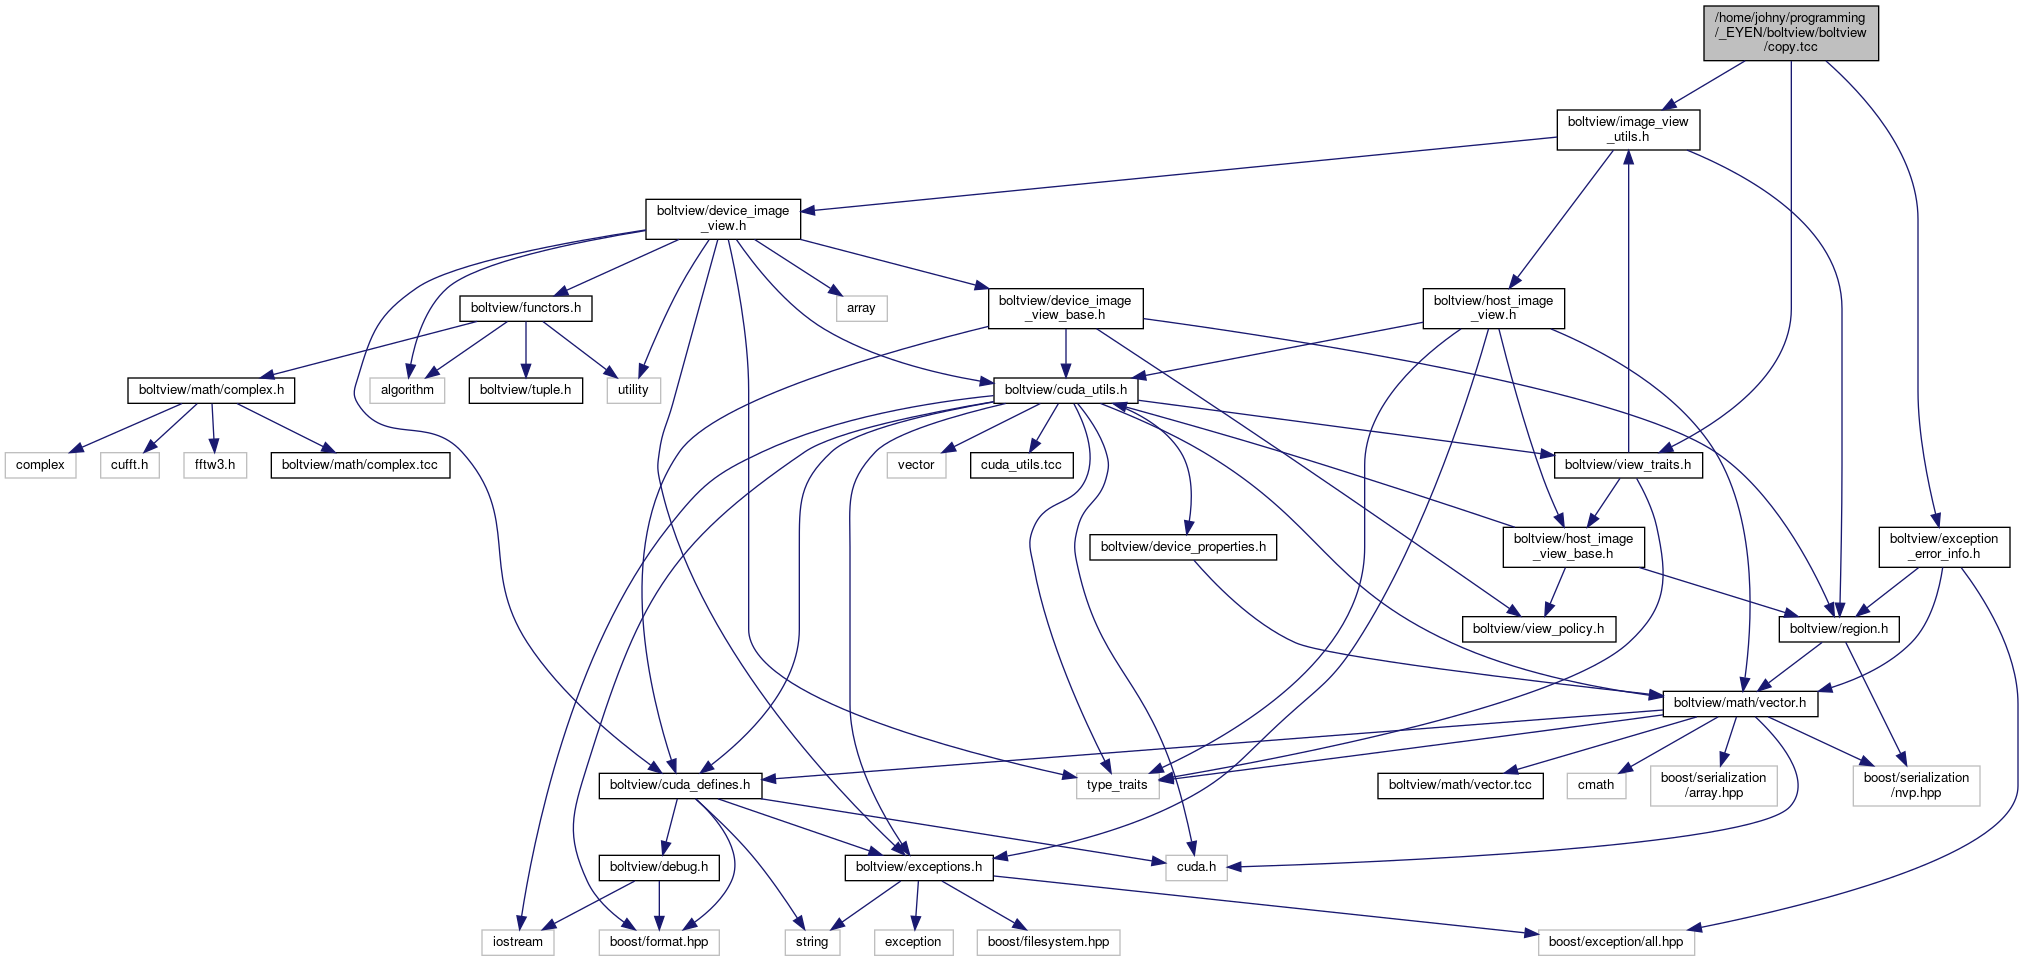 /home/johny/programming
/_EYEN/boltview/boltview
/copy.tcc
boltview/image_view
_utils.h
boltview/device_image
_view.h
boltview/functors.h
array
boltview/device_image
_view_base.h
boltview/host_image
_view.h
boltview/math/complex.h
algorithm
boltview/tuple.h
utility
boltview/cuda_utils.h
complex
cufft.h
fftw3.h
boltview/math/complex.tcc
vector
cuda_utils.tcc
boltview/view_traits.h
boltview/device_properties.h
boltview/host_image
_view_base.h
boltview/exception
_error_info.h
boltview/view_policy.h
boltview/region.h
boltview/math/vector.h
boltview/cuda_defines.h
type_traits
boltview/math/vector.tcc
cmath
boost/serialization
/array.hpp
boost/serialization
/nvp.hpp
boltview/debug.h
boltview/exceptions.h
cuda.h
iostream
boost/format.hpp
string
exception
boost/filesystem.hpp
boost/exception/all.hpp